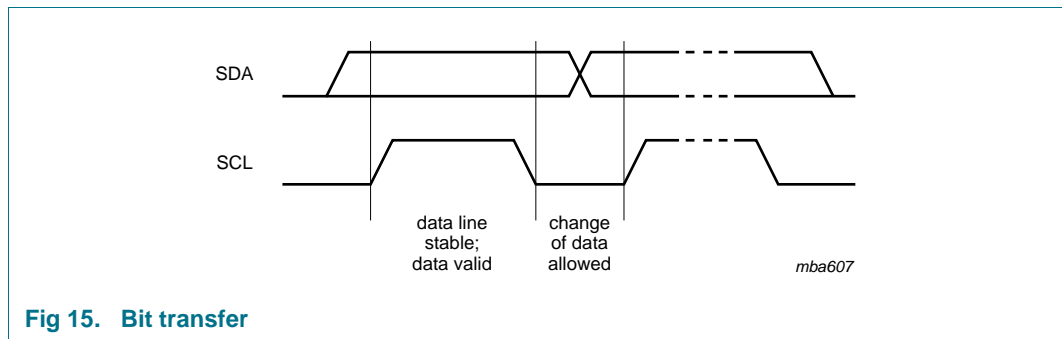 SDA
SCL
data line
stable;
data valid
change
of data
allowed
mba607
Fig 15. Bit transfer